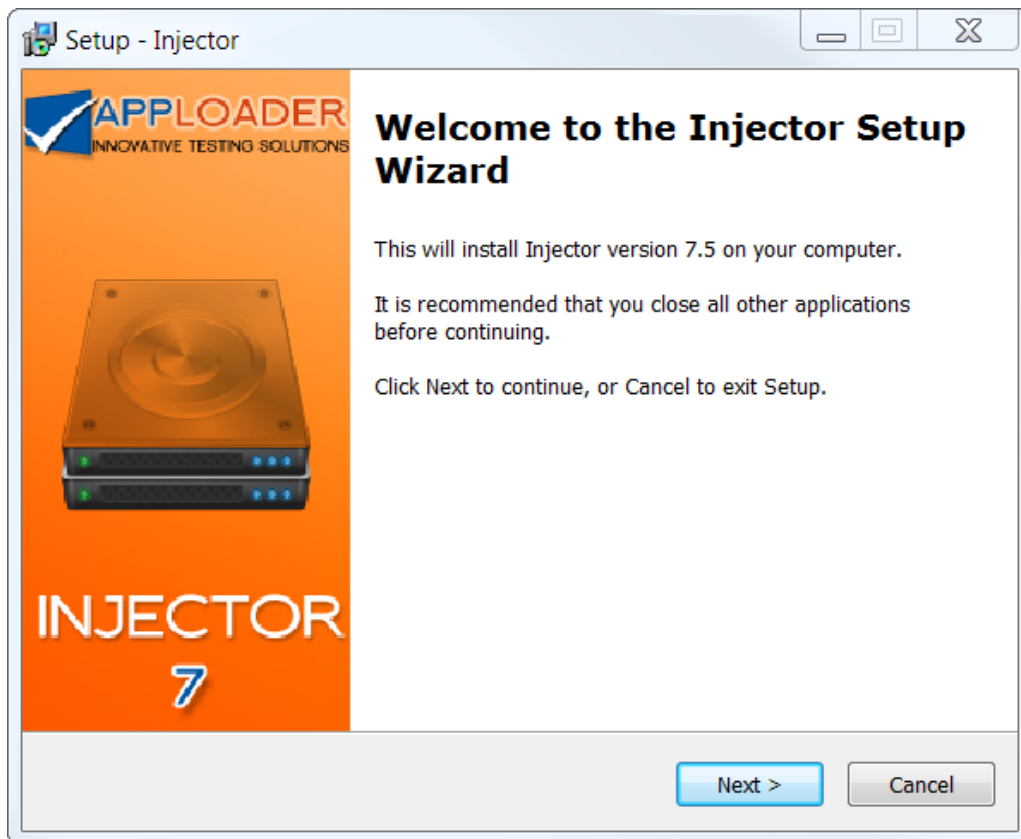 Setup - Injector
APPLOADER
INNOVATIVE TESTING SOLUTIONS
Welcome to the Injector Setup
Wizard
This will install Injector version 7.5 on your computer.
It is recommended that you close all other applications
before continuing.
Click Next to continue, or Cancel to exit Setup.
INJECTOR
7
Next >
Cancel